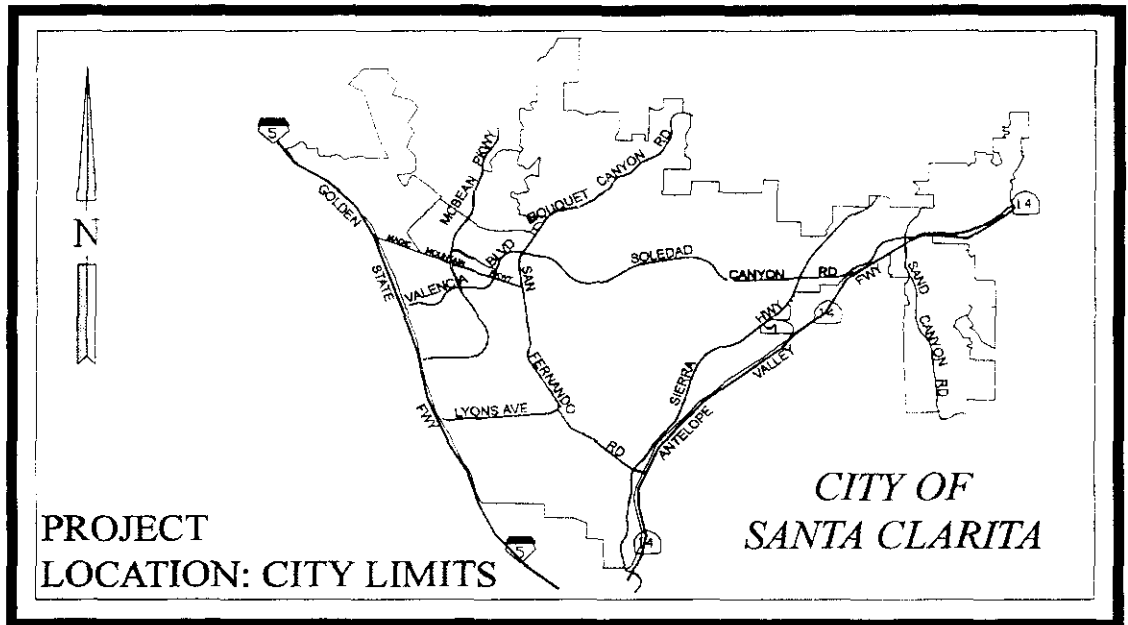 N
5
GOLDEN
STATE
FWY
MCBEAN PKWY
BOUQUET CANYON RD
MAGIC MOUNTAIN
VALENCIA BLVD
SOLEDAD
CANYON RD
SAN
FERNANDO
RD
LYONS AVE
SIERRA HWY
ANTELOPE VALLEY FWY
SAND
CANYON RD
14
14
14
5
PROJECT
LOCATION: CITY LIMITS
CITY OF
SANTA CLARITA